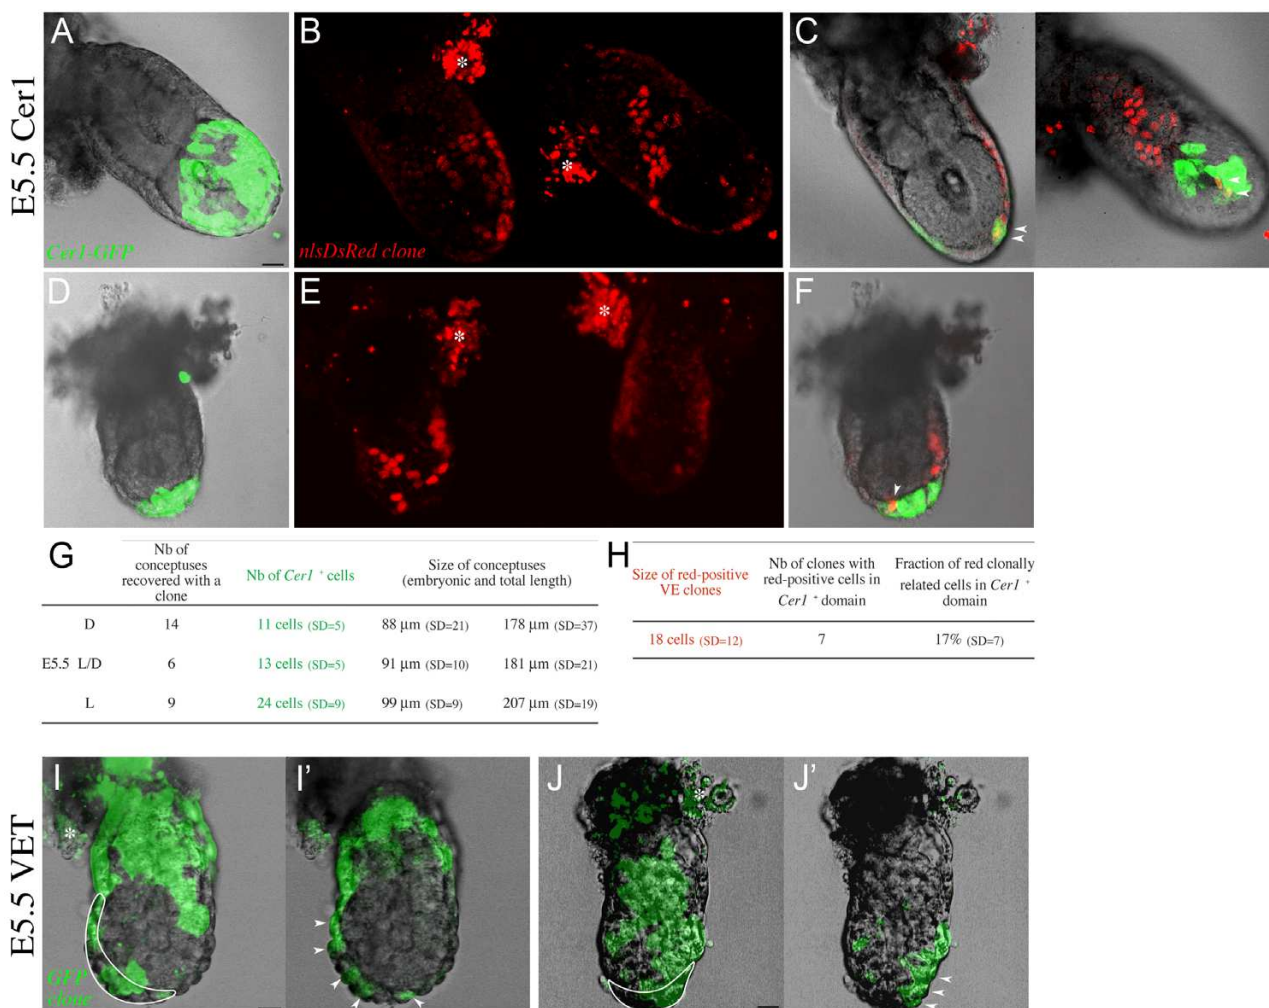 E5.5 Cer1
A
B
C
*
*
Cer1-GFP
nlsDsRed clone
D
E
F
*
*
G
Nb of
conceptuses
recovered with a
clone
Nb of Cer1 + cells
Size of conceptuses
(embryonic and total length)
D 14 11 cells (SD=5) 88 µm (SD=21) 178 µm (SD=37)
E5.5 L/D 6 13 cells (SD=5) 91 µm (SD=10) 181 µm (SD=21)
L 9 24 cells (SD=9) 99 µm (SD=9) 207 µm (SD=19)
H
Size of red-positive
VE clones
Nb of clones with
red-positive cells in
Cer1 + domain
Fraction of red clonally
related cells in Cer1 +
domain
18 cells (SD=12) 7 17% (SD=7)
E5.5 VET
I
I'
J
J'
*
*
GFP
clone